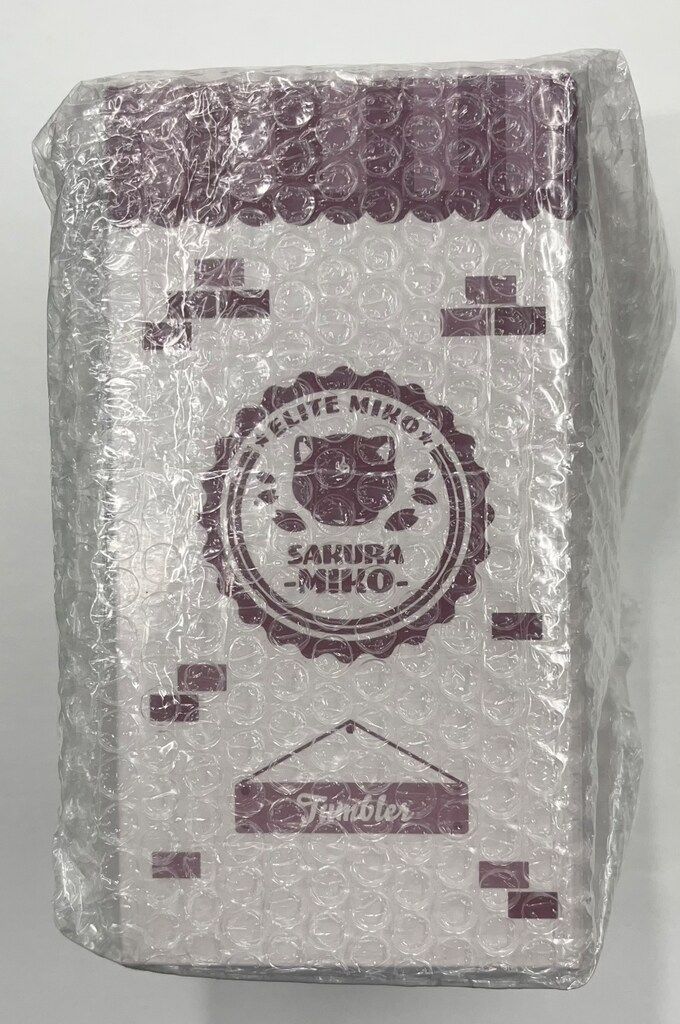 ★ELITE MIKO★
SAKURA
-MIKO-
Tumbler